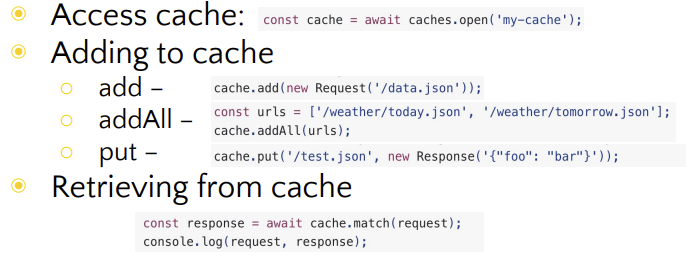 Access cache: const cache = await caches.open('my-cache');
Adding to cache
add – cache.add(new Request('/data.json'));
addAll – const urls = ['/weather/today.json', '/weather/tomorrow.json'];
cache.addAll(urls);
put – cache.put('/test.json', new Response('{"foo": "bar"}'));
Retrieving from cache
const response = await cache.match(request);
console.log(request, response);